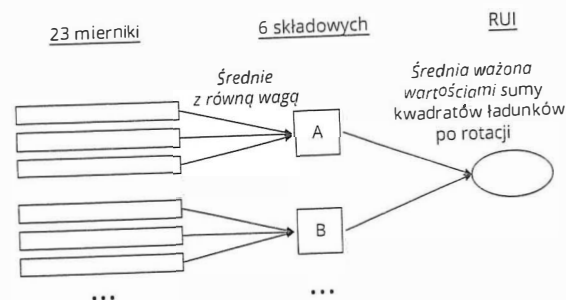 23 mierniki
6 składowych
RUI
Średnie
z równą wagą
Średnia ważona
wartościami sumy
kwadratów ładunków
po rotacji
A
B
...
...